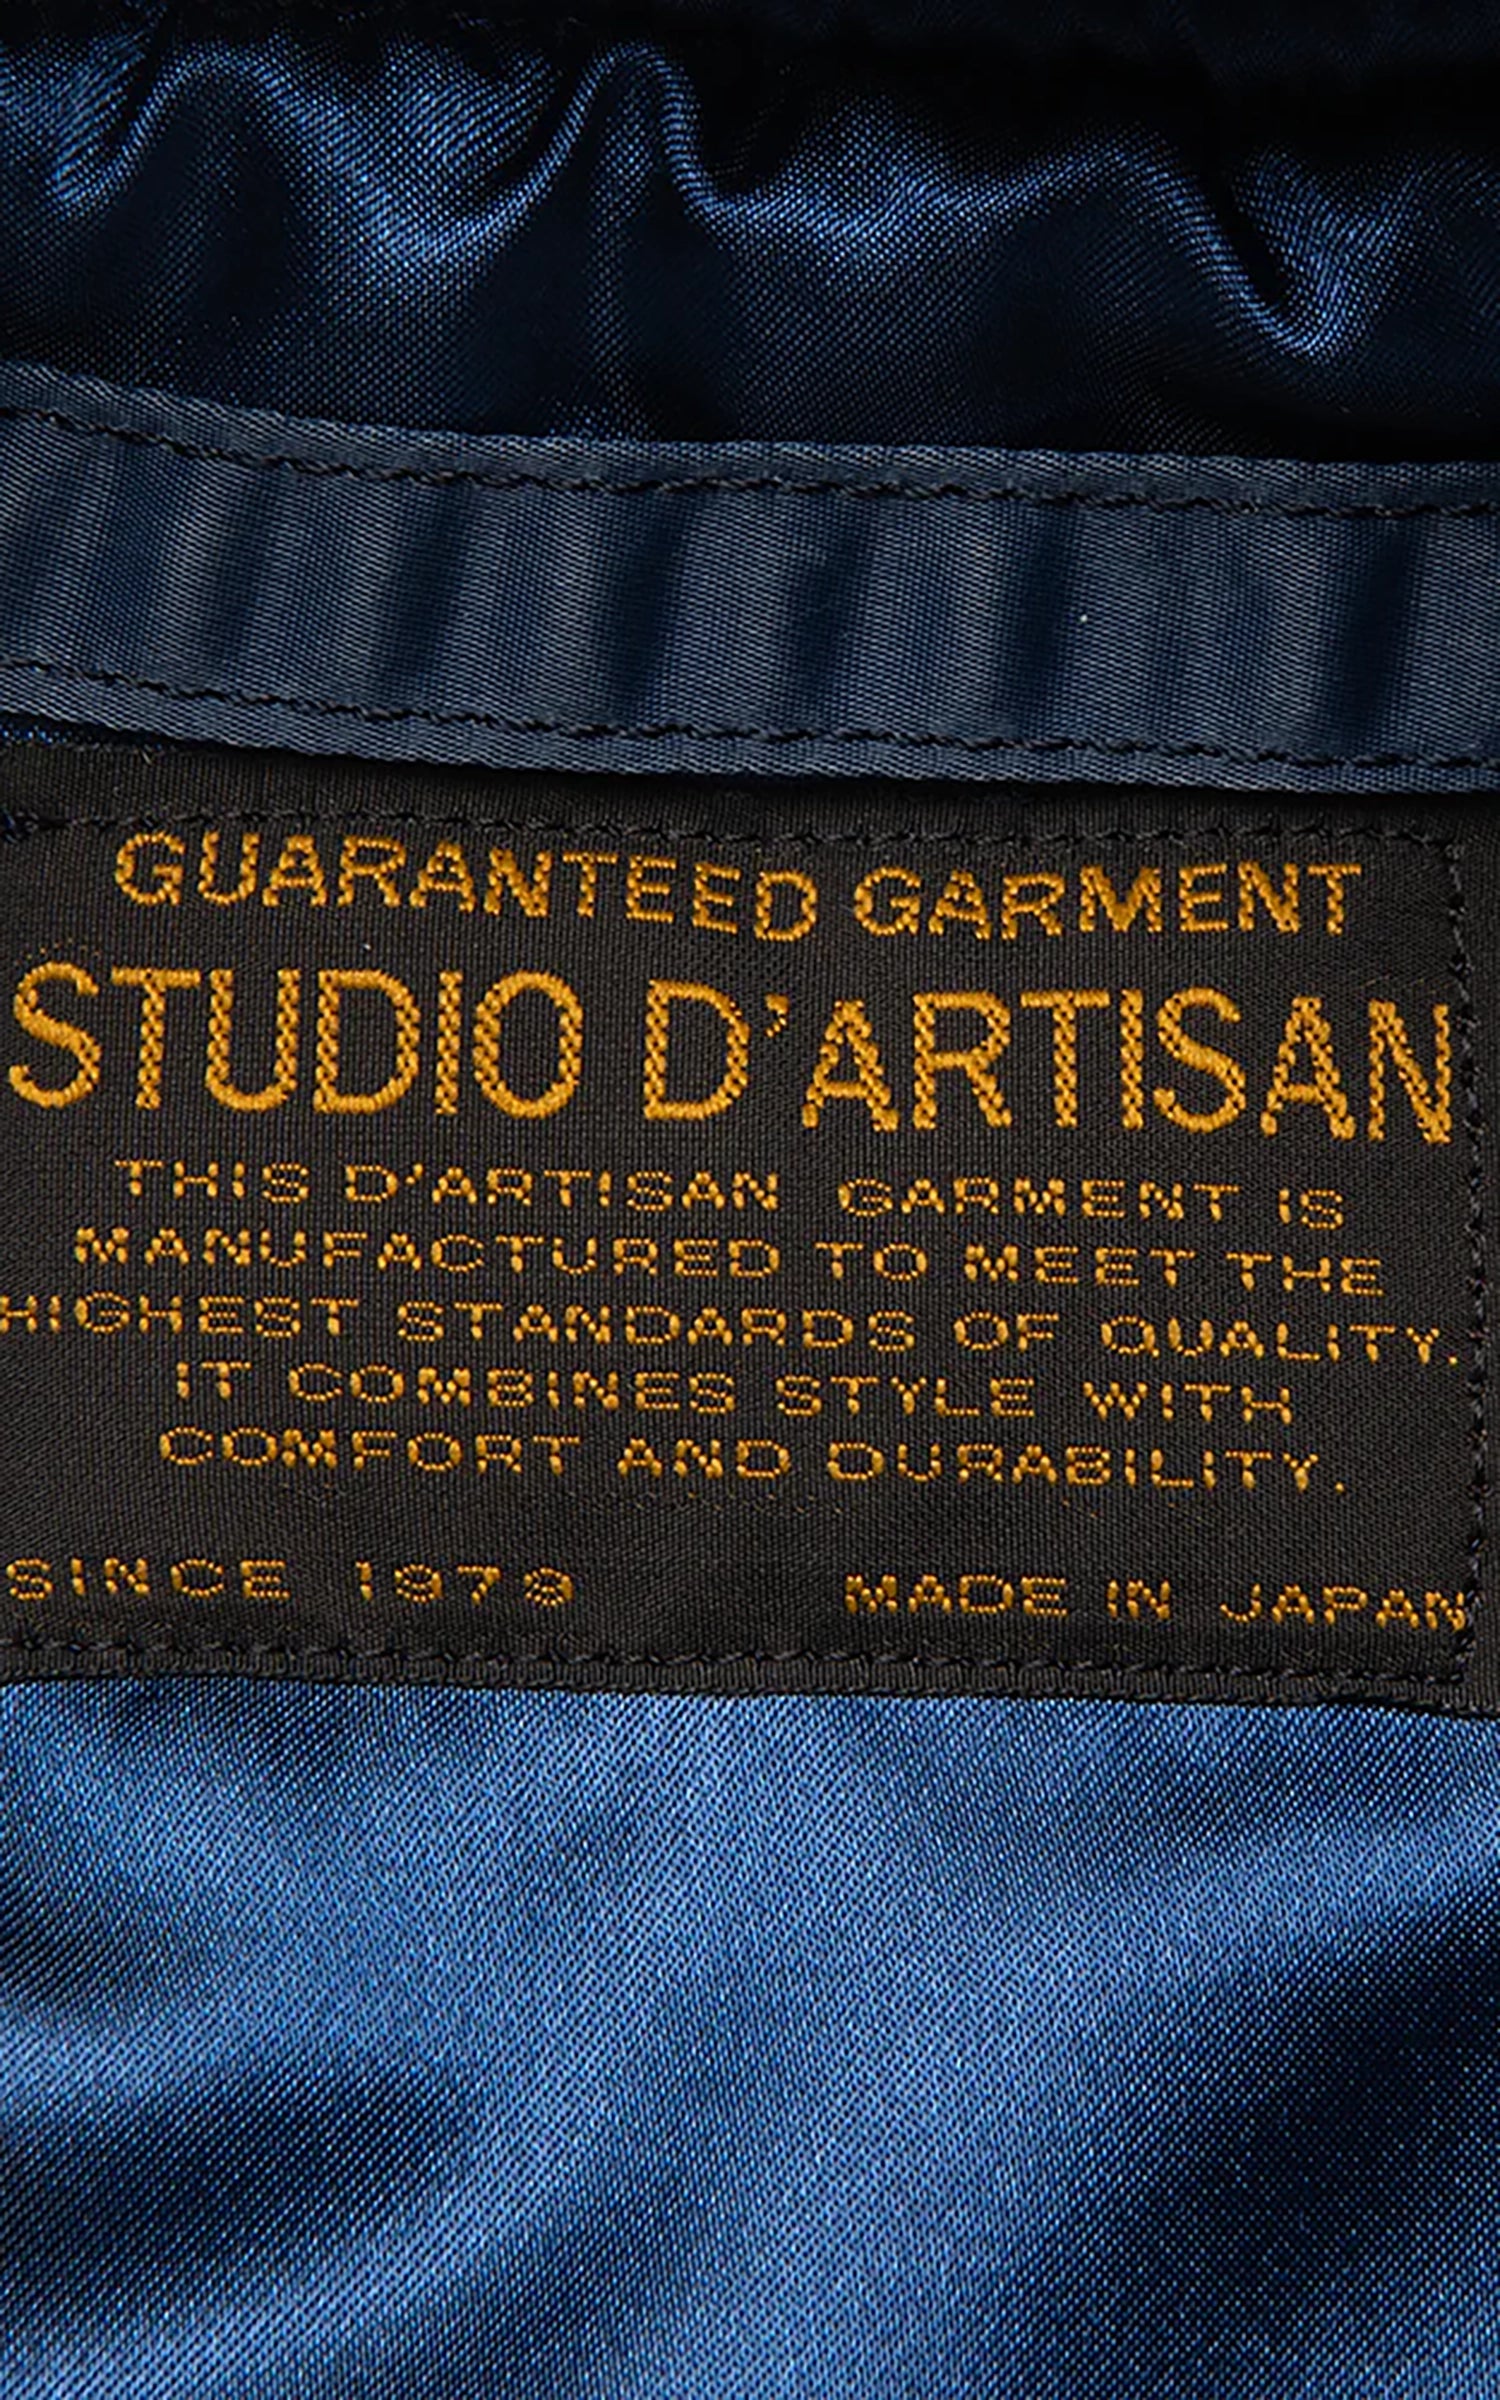 GUARANTEED GARMENT
STUDIO D'ARTISAN
THIS D'ARTISAN GARMENT IS
MANUFACTURED TO MEET THE
HIGHEST STANDARDS OF QUALITY.
IT COMBINES STYLE WITH
COMFORT AND DURABILITY.
SINCE 1979 MADE IN JAPAN